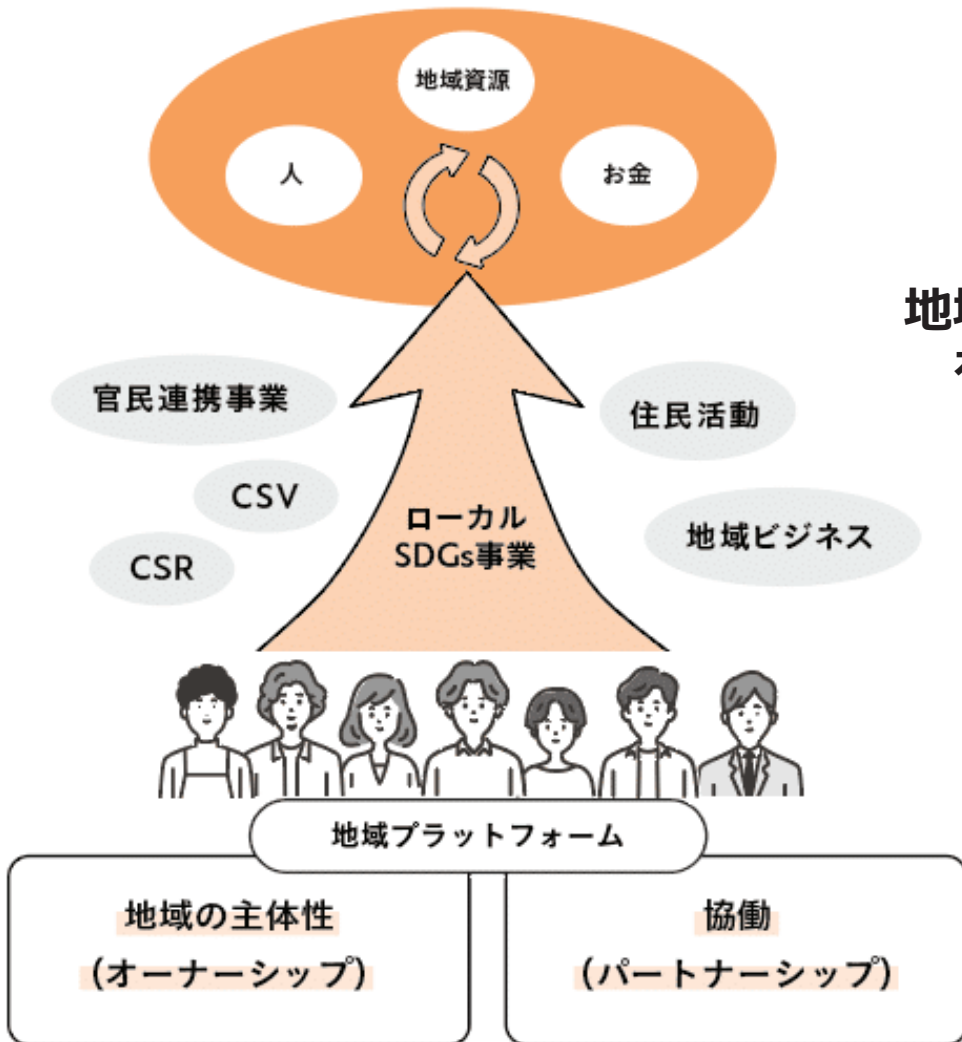 地域資源
人
お金
地
官民連携事業
住民活動
CSV
ローカル
SDGs事業
地域ビジネス
CSR
地域プラットフォーム
地域の主体性
(オーナーシップ)
協働
(パートナーシップ)